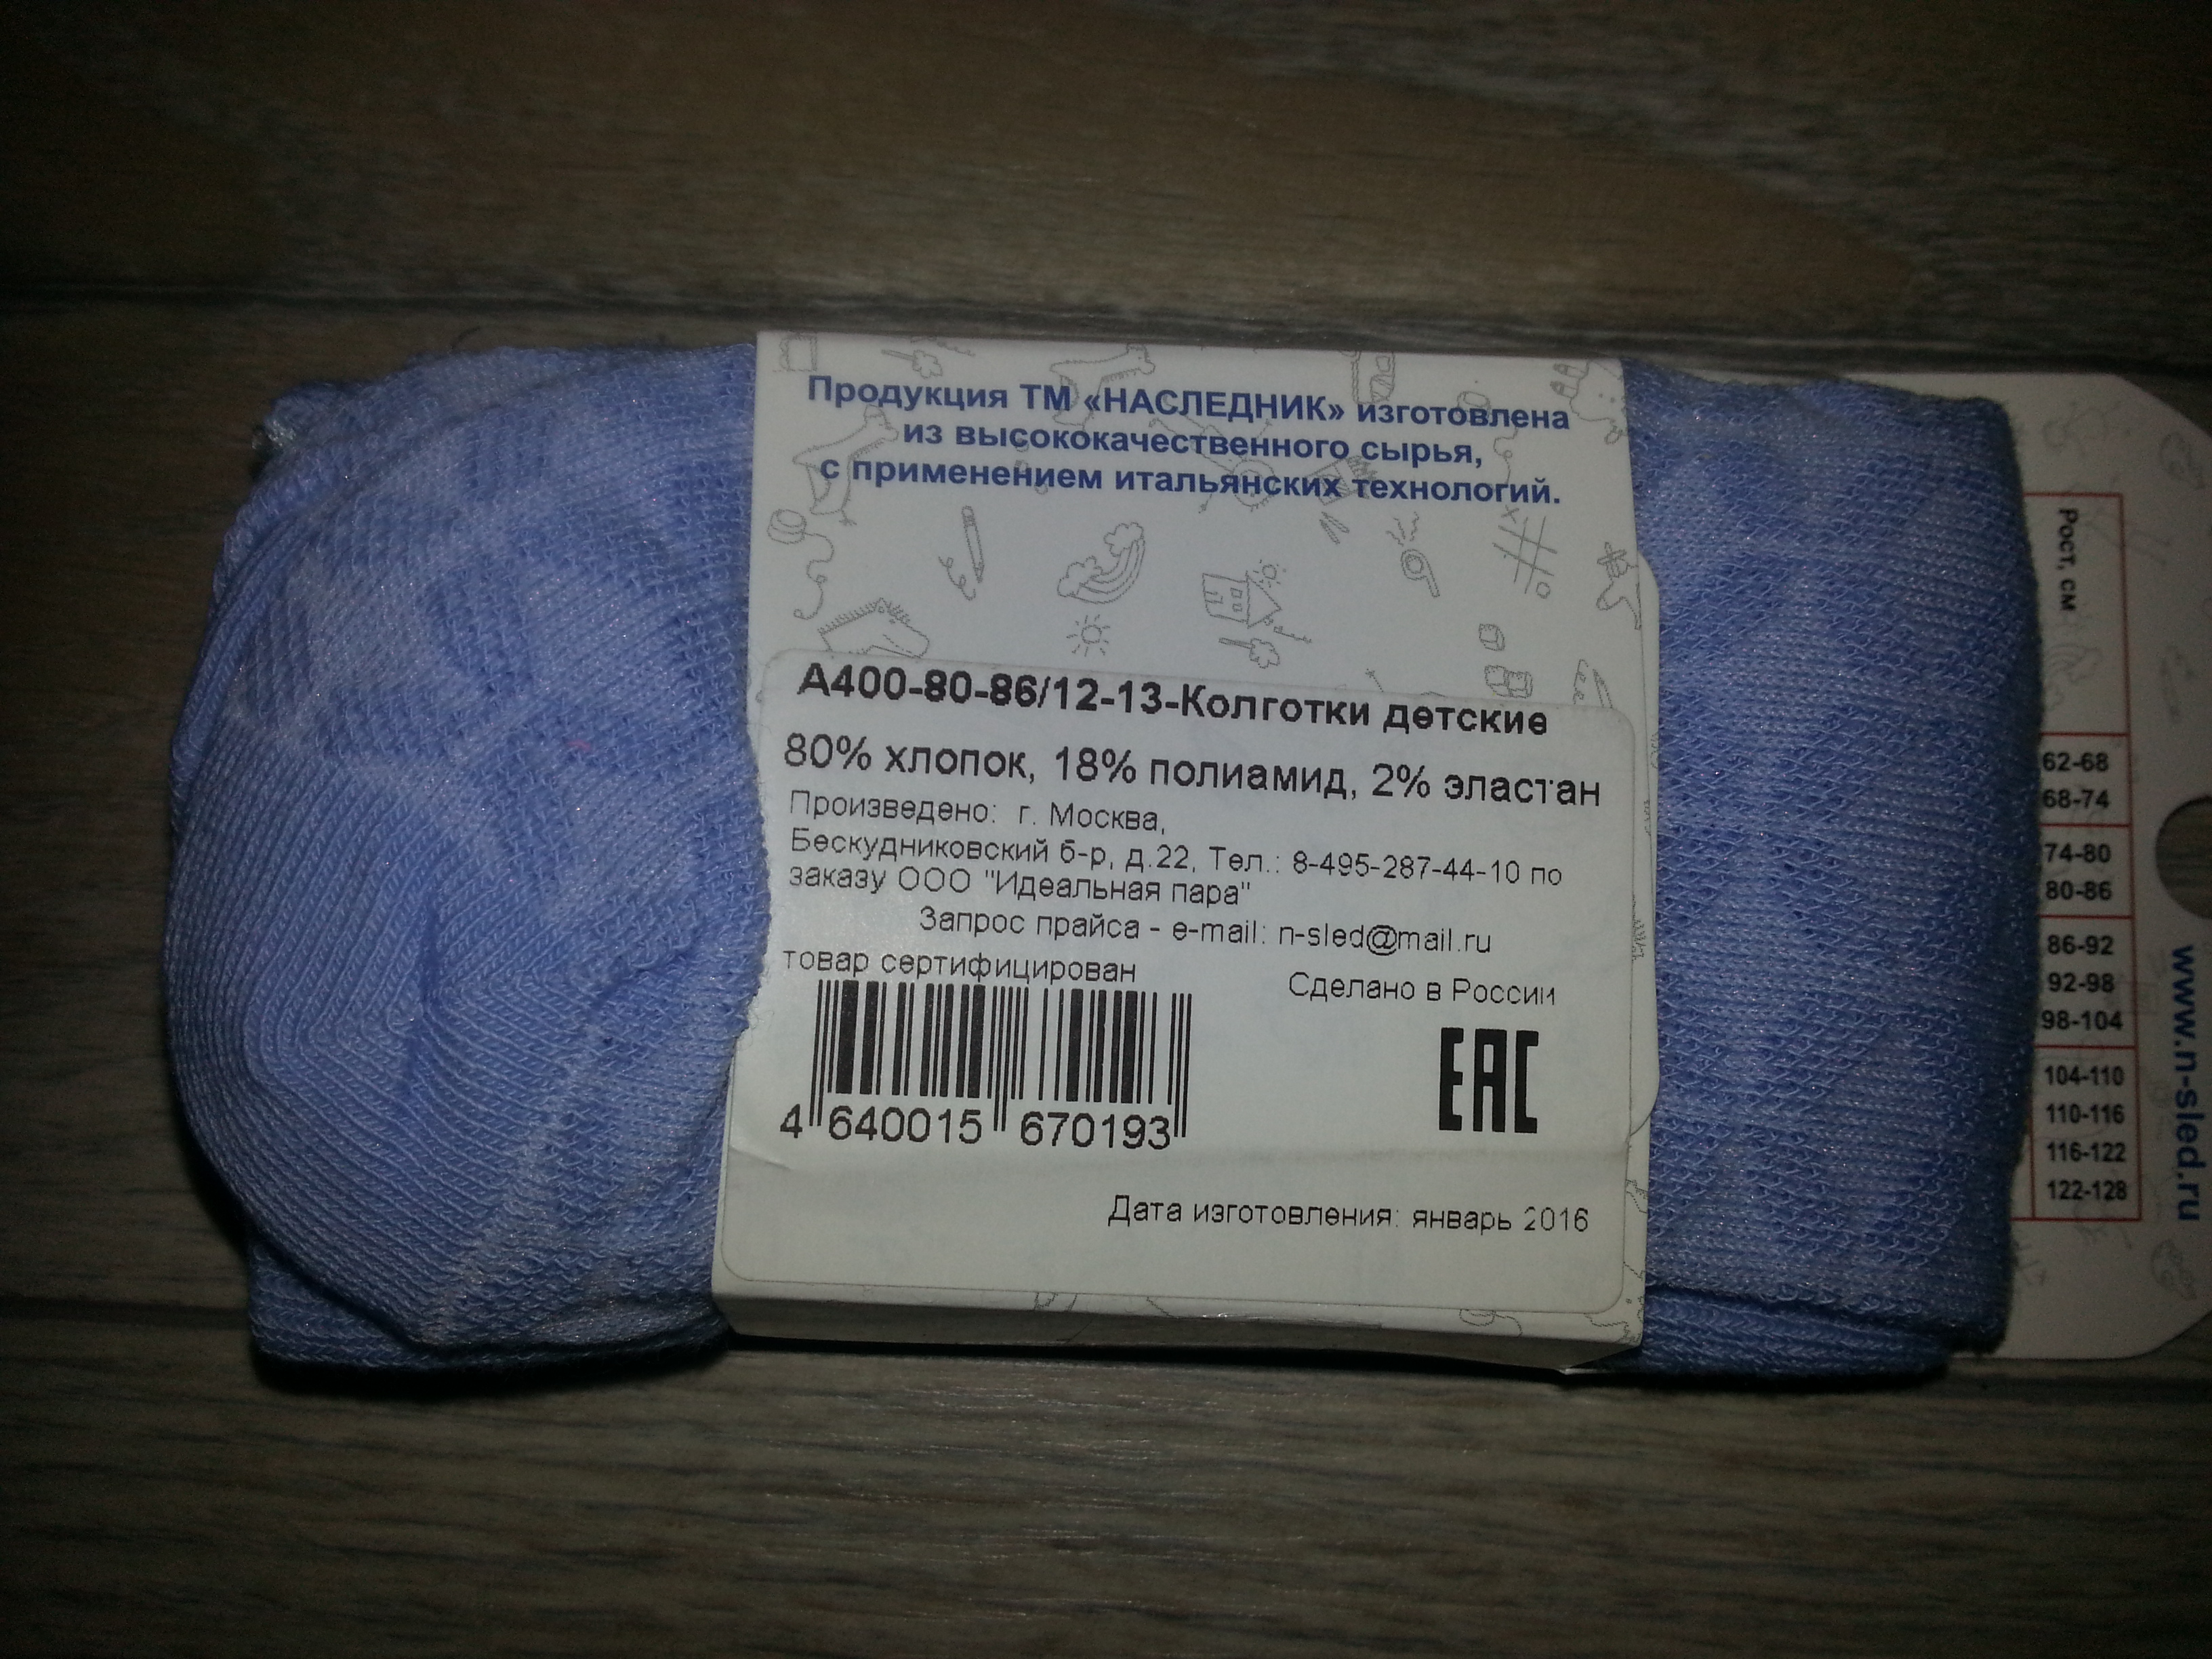 Продукция ТМ «НАСЛЕДНИК» изготовлена
из высококачественного сырья,
с применением итальянских технологий.
А400-80-86/12-13-Колготки детские
80% хлопок, 18% полиамид, 2% эластан
Произведено: г. Москва,
Бескудниковский б-р, д.22, Тел.: 8-495-287-44-10 по
заказу ООО "Идеальная пара"
Запрос прайса - e-mail: n-sled@mail.ru
товар сертифицирован
Сделано в России
EAC
4 640015 670193
Дата изготовления: январь 2016
Рост, см
62-68
68-74
74-80
80-86
86-92
92-98
98-104
104-110
110-116
116-122
122-128
www.n-sled.ru